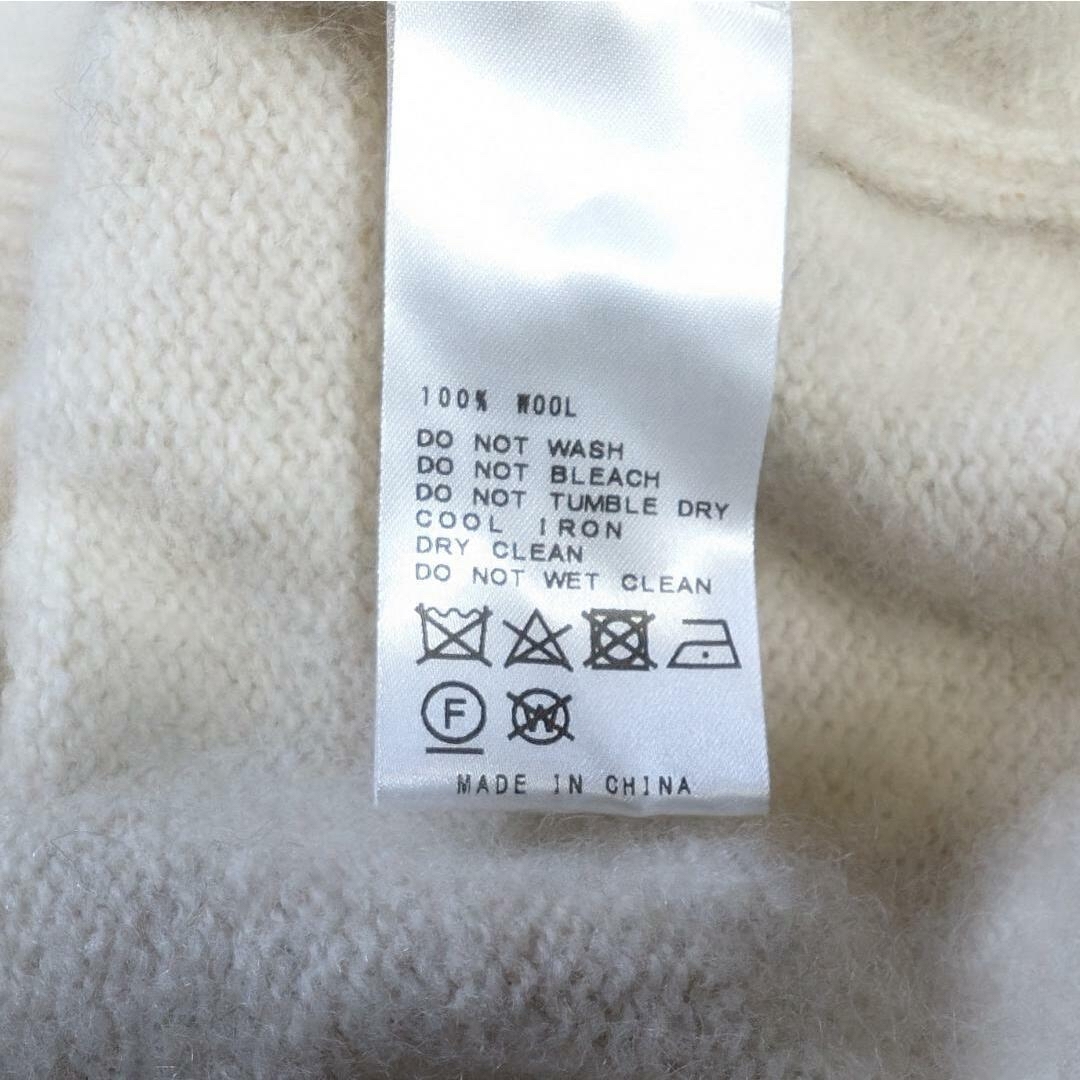 100% WOOL
DO NOT WASH
DO NOT BLEACH
DO NOT TUMBLE DRY
COOL IRON
DRY CLEAN
DO NOT WET CLEAN
F W
MADE IN CHINA